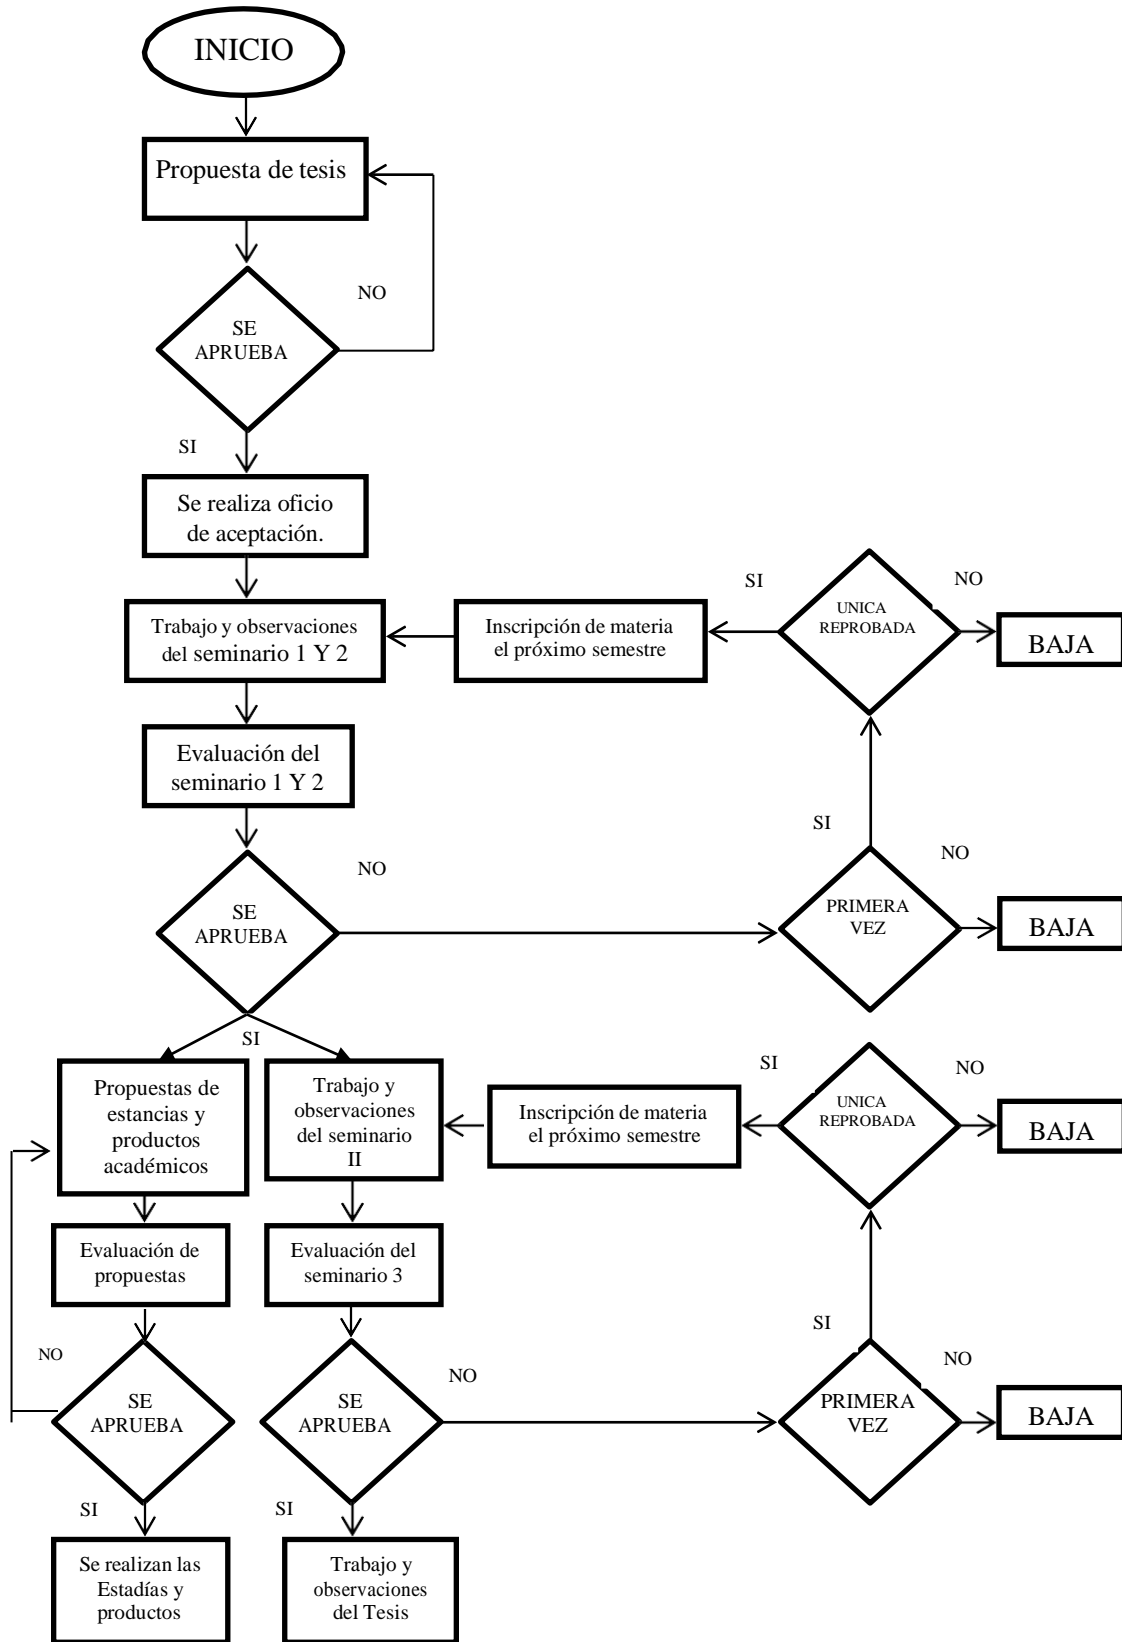 INICIO
Propuesta de tesis
NO
SE
APRUEBA
SI
Se realiza oficio
de aceptación.
SI
NO
UNICA
REPROBADA
Trabajo y observaciones
del seminario 1 Y 2
Inscripción de materia
el próximo semestre
BAJA
Evaluación del
seminario 1 Y 2
SI
NO
NO
SE
APRUEBA
PRIMERA
VEZ
BAJA
SI
SI
NO
Propuestas de
estancias y
productos
académicos
Trabajo y
observaciones
del seminario
II
Inscripción de materia
el próximo semestre
UNICA
REPROBADA
BAJA
Evaluación de
propuestas
Evaluación del
seminario 3
SI
NO
NO
NO
SE
APRUEBA
SE
APRUEBA
PRIMERA
VEZ
BAJA
SI
SI
Se realizan las
Estadías y
productos
Trabajo y
observaciones
del Tesis